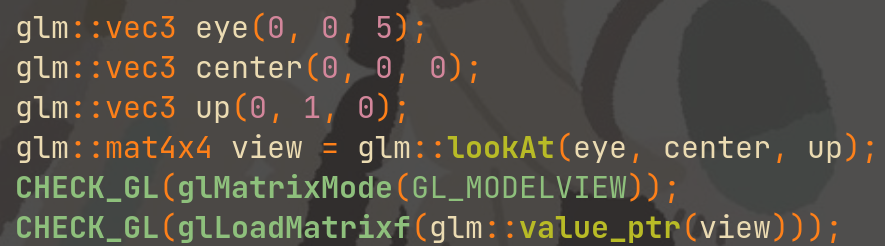 glm::vec3 eye(0, 0, 5);
glm::vec3 center(0, 0, 0);
glm::vec3 up(0, 1, 0);
glm::mat4x4 view = glm::lookAt(eye, center, up);
CHECK_GL(glMatrixMode(GL_MODELVIEW));
CHECK_GL(glLoadMatrixf(glm::value_ptr(view)));